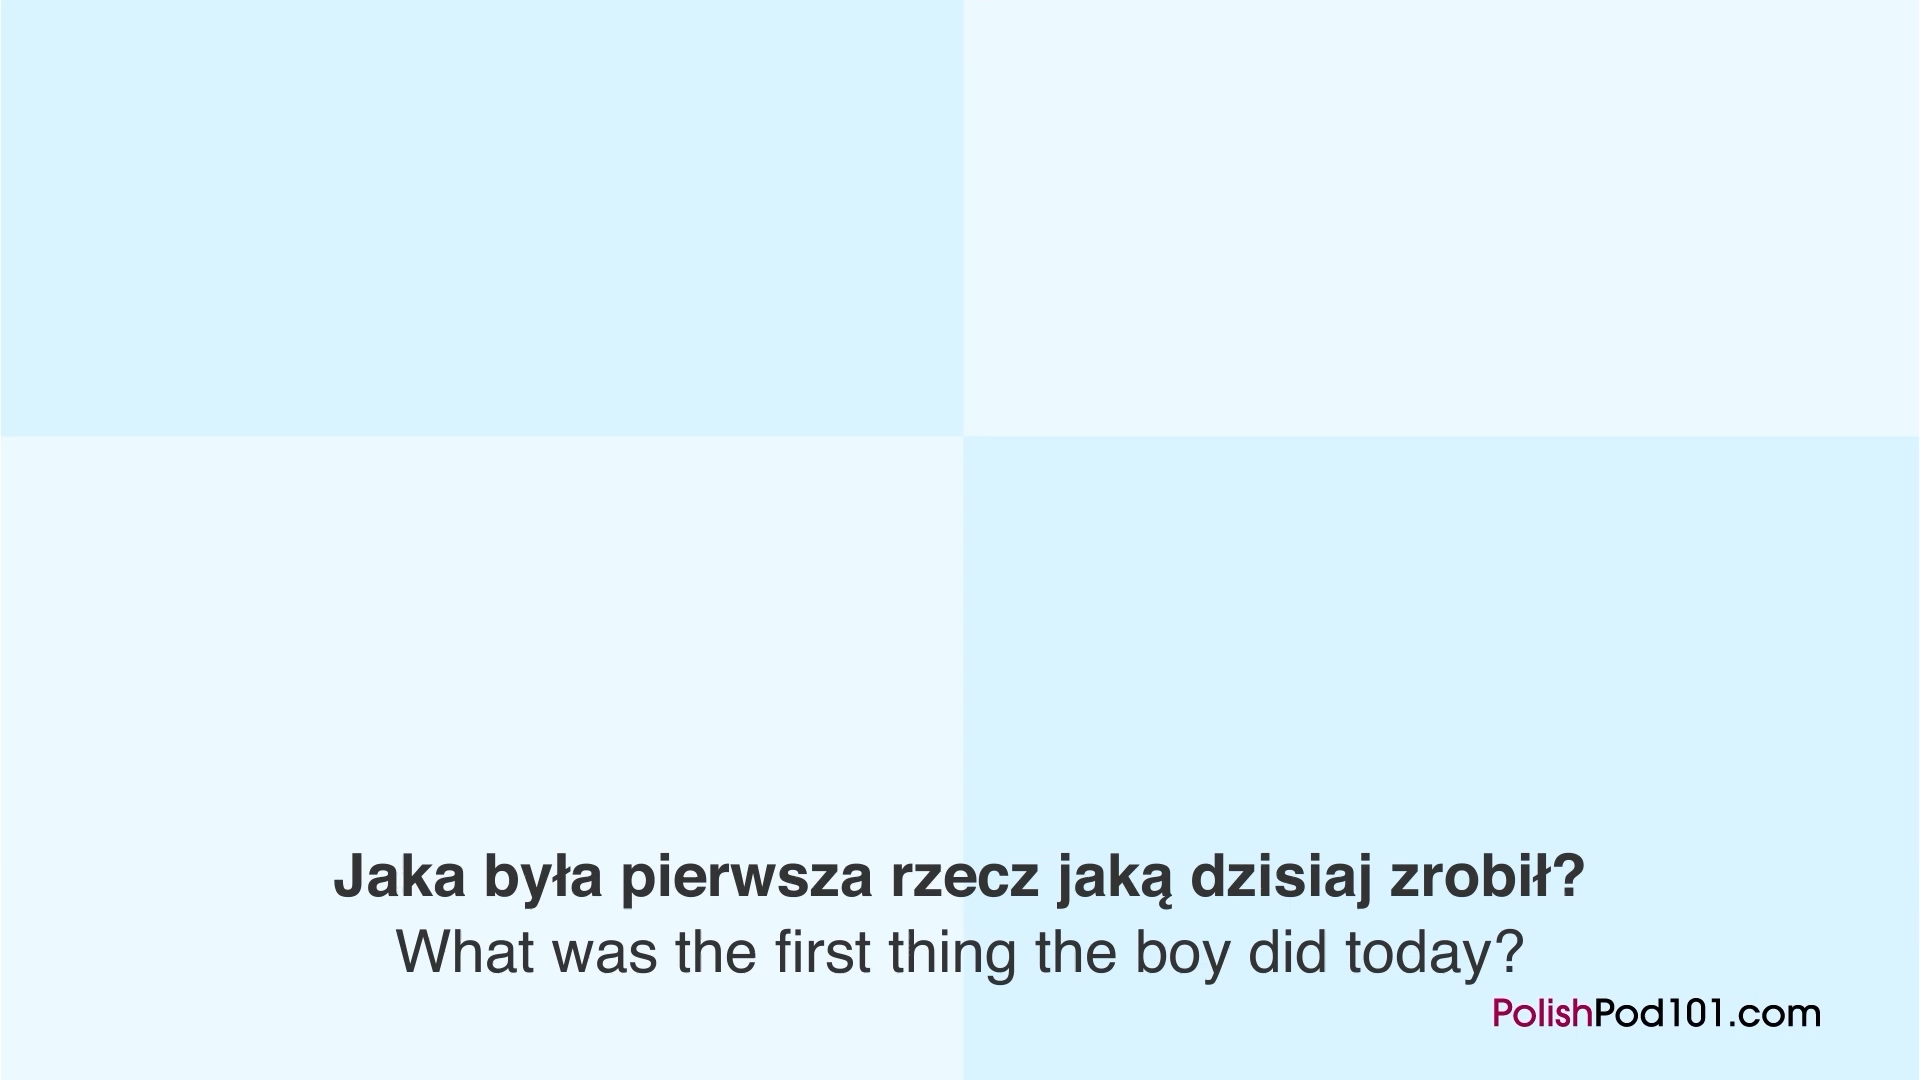 Jaka była pierwsza rzecz jaką dzisiaj zrobił?
What was the first thing the boy did today?
PolishPod101.com